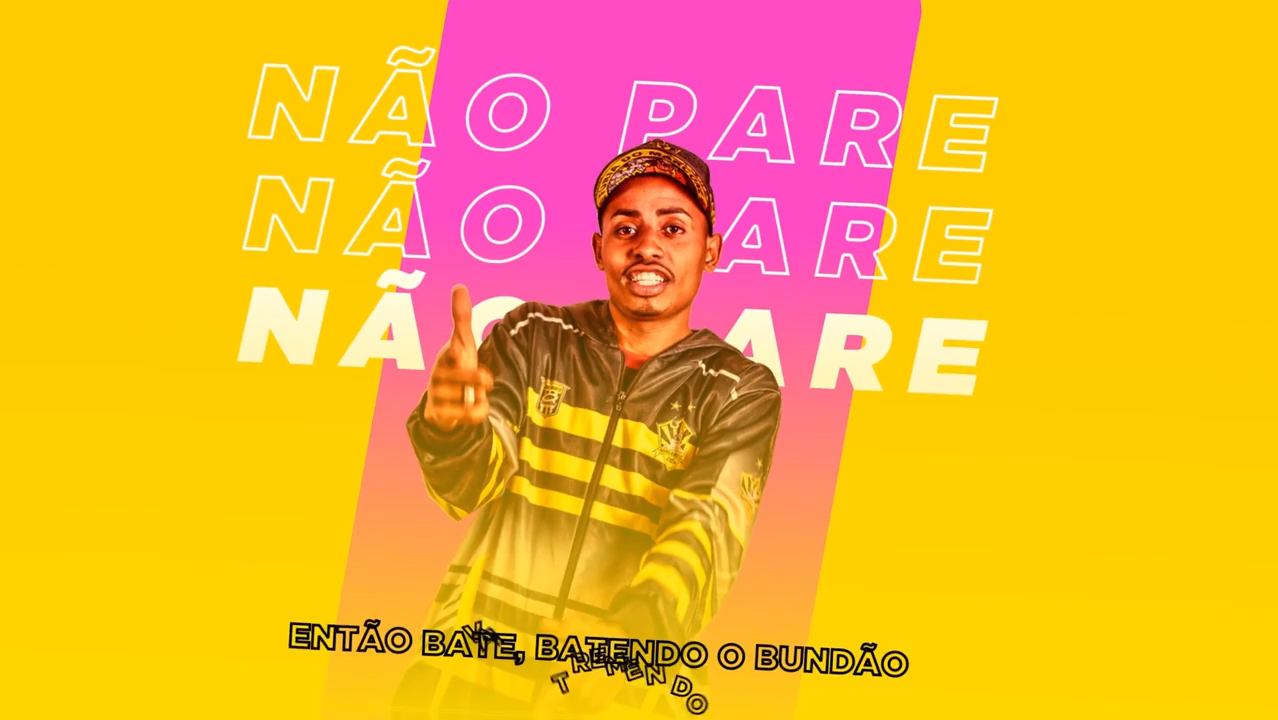 NÃO PARE
NÃO PARE
NÃO PARE
ENTÃO BATE, BATENDO O BUNDÃO
TREMENDO